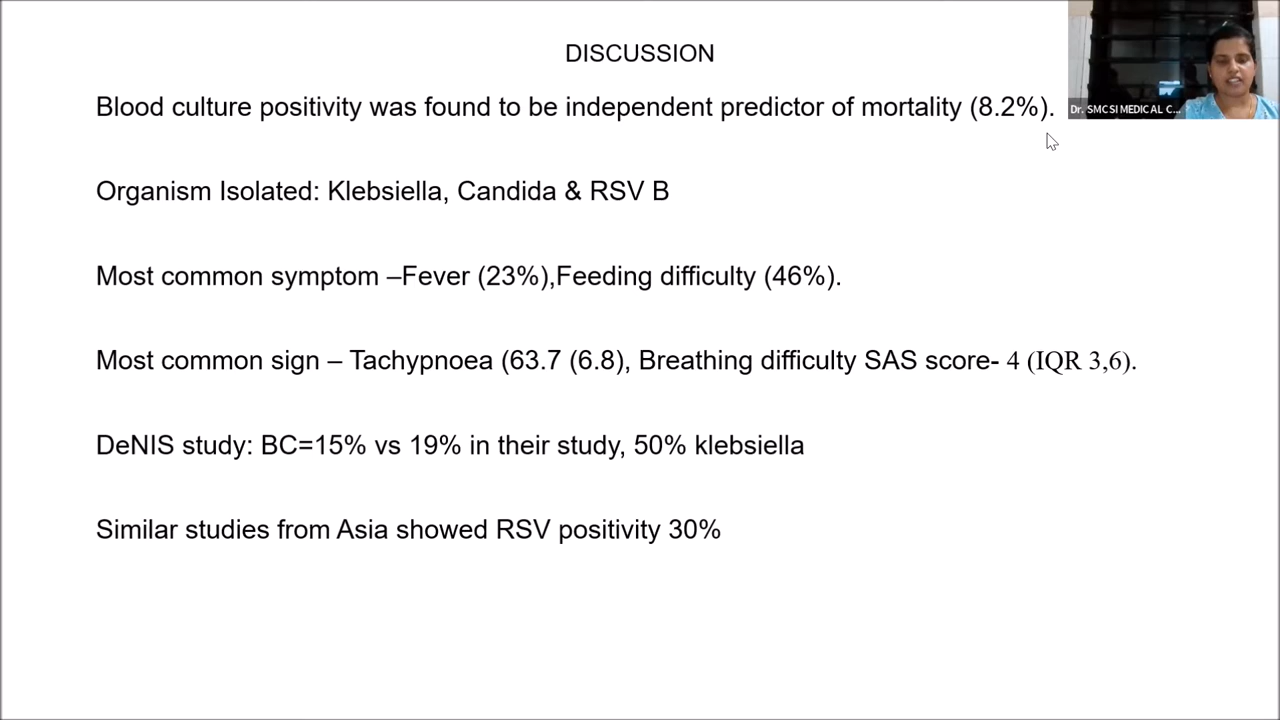 DISCUSSION
Blood culture positivity was found to be independent predictor of mortality (8.2%).
Dr. SMCSI MEDICAL C...
Organism Isolated: Klebsiella, Candida & RSV B
Most common symptom –Fever (23%),Feeding difficulty (46%).
Most common sign – Tachypnoea (63.7 (6.8), Breathing difficulty SAS score- 4 (IQR 3,6).
DeNIS study: BC=15% vs 19% in their study, 50% klebsiella
Similar studies from Asia showed RSV positivity 30%